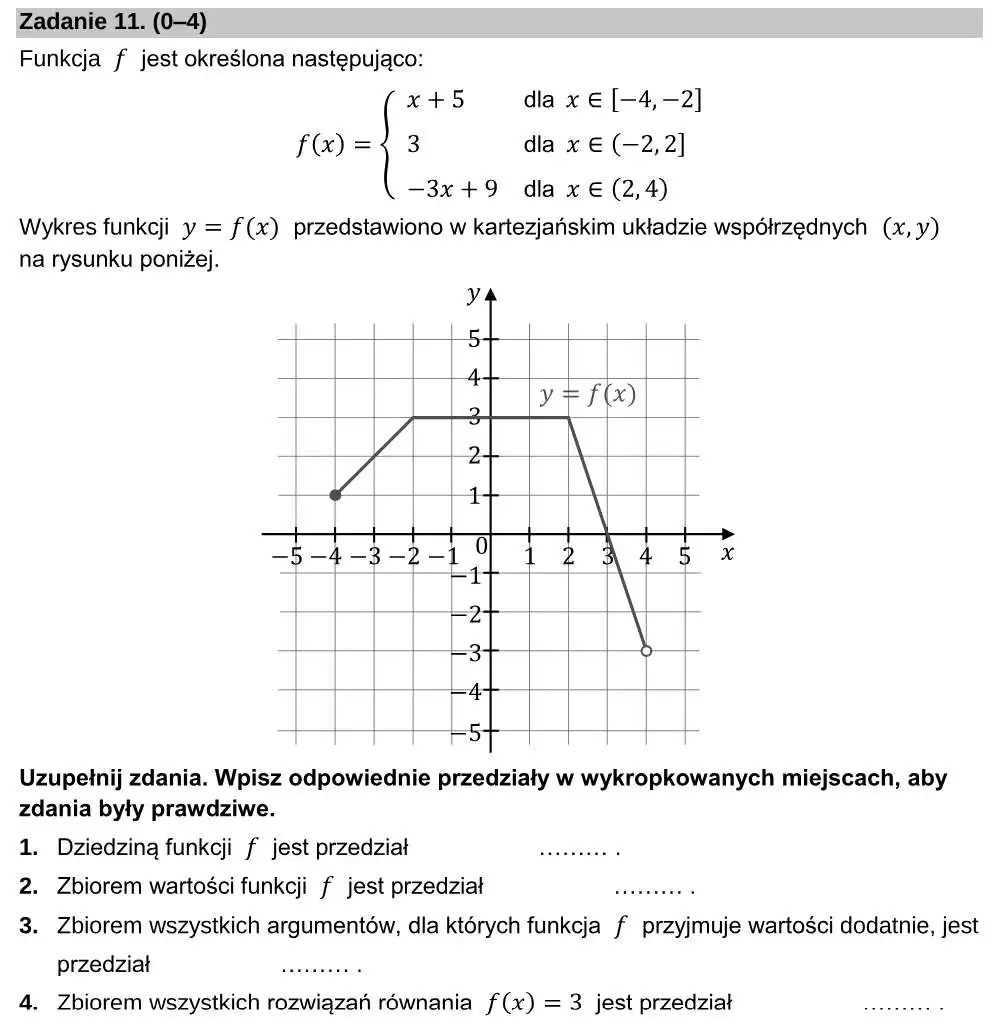 Zadanie 11. (0–4)
Funkcja f jest określona następująco:
x + 5 dla x ∈ [−4, −2]
f(x) = { 3 dla x ∈ (−2, 2]
−3x + 9 dla x ∈ (2, 4)
Wykres funkcji y = f(x) przedstawiono w kartezjańskim układzie współrzędnych (x, y)
na rysunku poniżej.
y
5
4
y = f(x)
3
2
1
−5 −4 −3 −2 −1 0 1 2 3 4 5 x
−1
−2
−3
−4
−5
Uzupełnij zdania. Wpisz odpowiednie przedziały w wykropkowanych miejscach, aby
zdania były prawdziwe.
1. Dziedziną funkcji f jest przedział ......... .
2. Zbiorem wartości funkcji f jest przedział ......... .
3. Zbiorem wszystkich argumentów, dla których funkcja f przyjmuje wartości dodatnie, jest
przedział ......... .
4. Zbiorem wszystkich rozwiązań równania f(x) = 3 jest przedział ......... .